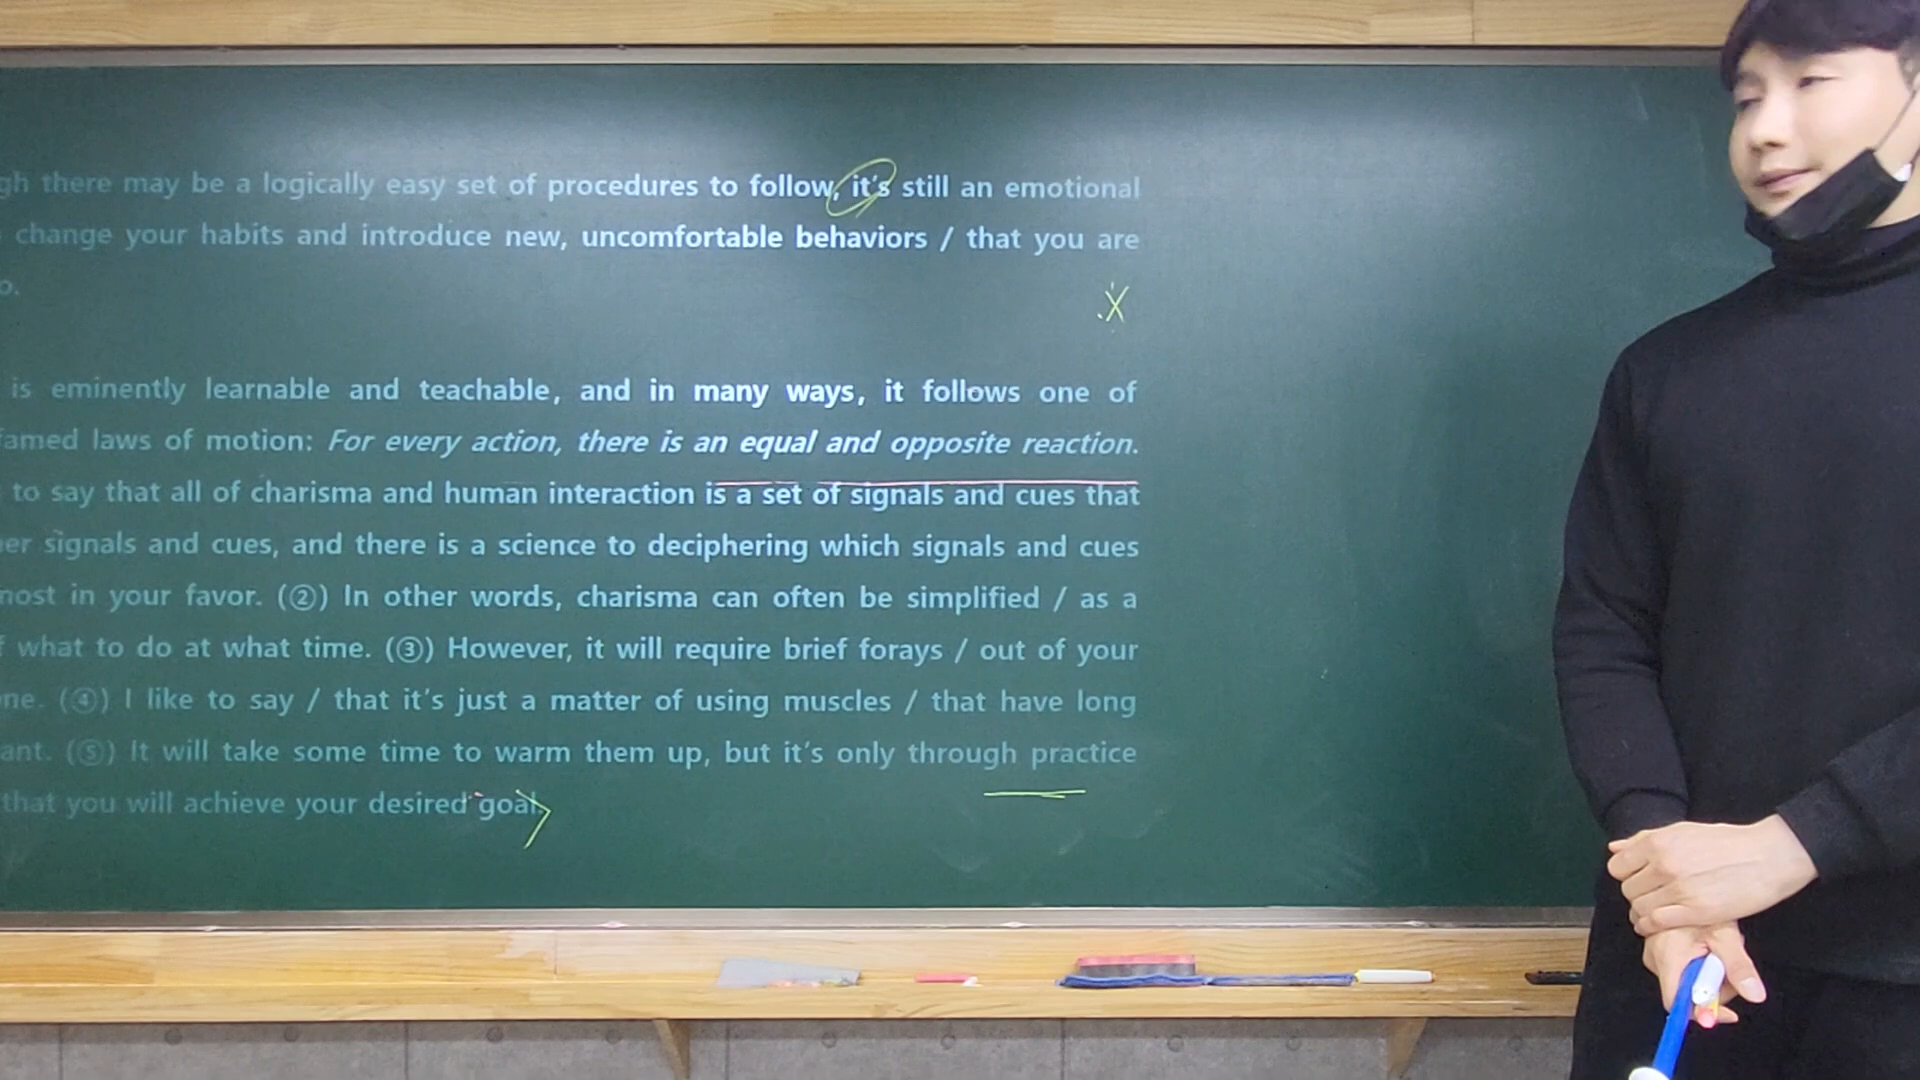 there may be a logically easy set of procedures to follow, it's still an emotional
change your habits and introduce new, uncomfortable behaviors / that you are
is eminently learnable and teachable, and in many ways, it follows one of
laws of motion: For every action, there is an equal and opposite reaction.
to say that all of charisma and human interaction is a set of signals and cues that
signals and cues, and there is a science to deciphering which signals and cues
in your favor. (②) In other words, charisma can often be simplified / as a
what to do at what time. (③) However, it will require brief forays / out of your
(④) I like to say / that it's just a matter of using muscles / that have long
(⑤) It will take some time to warm them up, but it's only through practice
that you will achieve your desired goal.